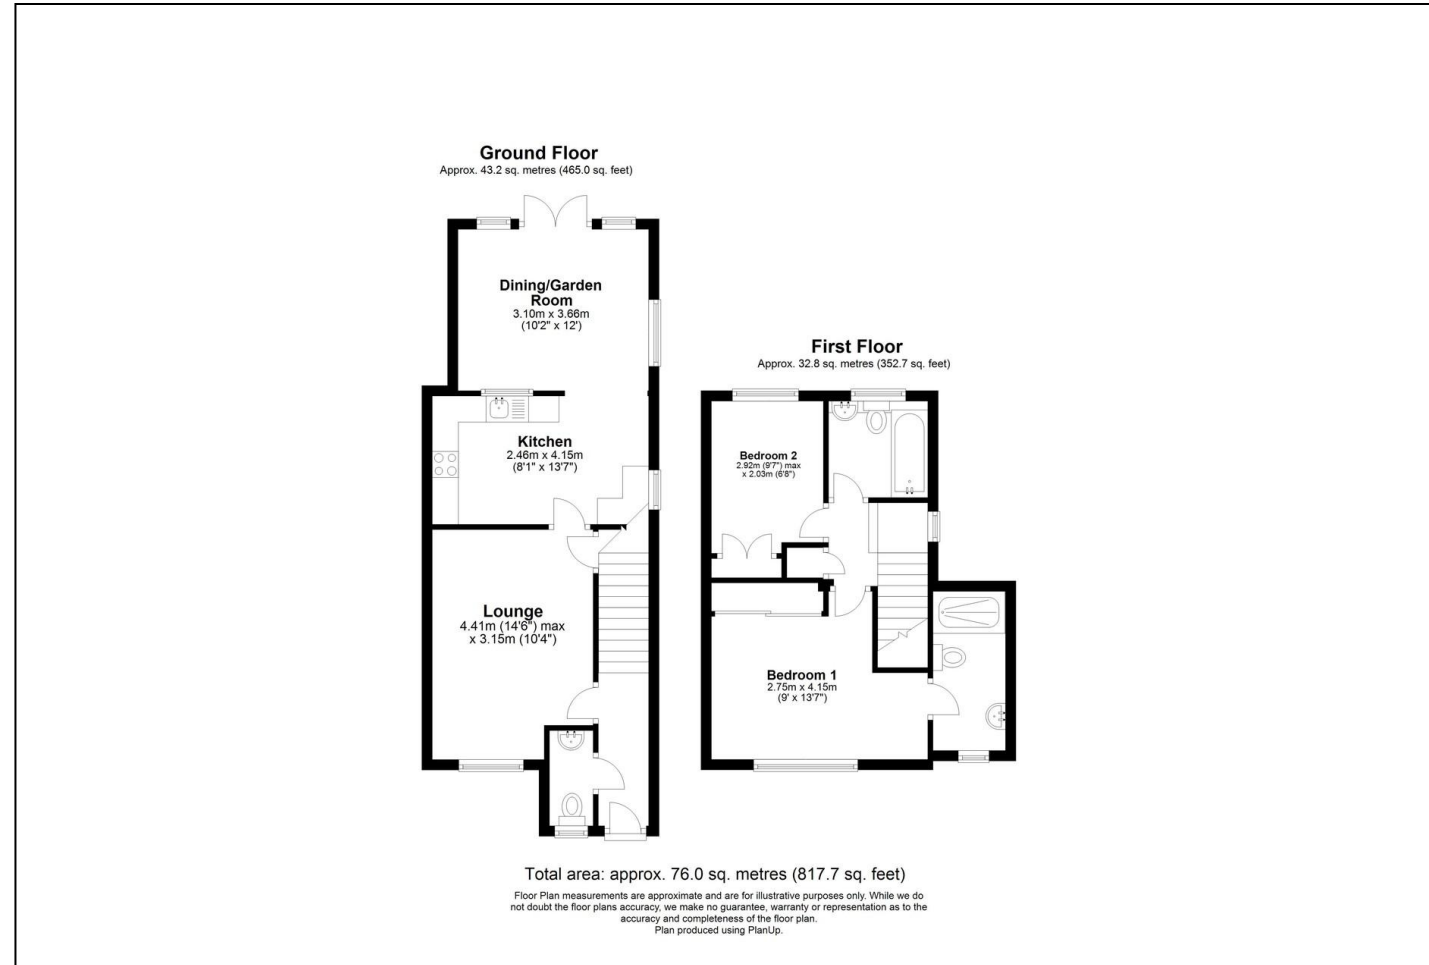 Ground Floor
Approx. 43.2 sq. metres (465.0 sq. feet)
Dining/Garden
Room
3.10m x 3.66m
(10'2" x 12')
Kitchen
2.46m x 4.15m
(8'1" x 13'7")
Lounge
4.41m (14'6") max
x 3.15m (10'4")
First Floor
Approx. 32.8 sq. metres (352.7 sq. feet)
Bedroom 2
2.92m (9'7") max
x 2.03m (6'8")
Bedroom 1
2.75m x 4.15m
(9' x 13'7")
Total area: approx. 76.0 sq. metres (817.7 sq. feet)
Floor Plan measurements are approximate and are for illustrative purposes only. While we do
not doubt the floor plans accuracy, we make no guarantee, warranty or representation as to the
accuracy and completeness of the floor plan.
Plan produced using PlanUp.